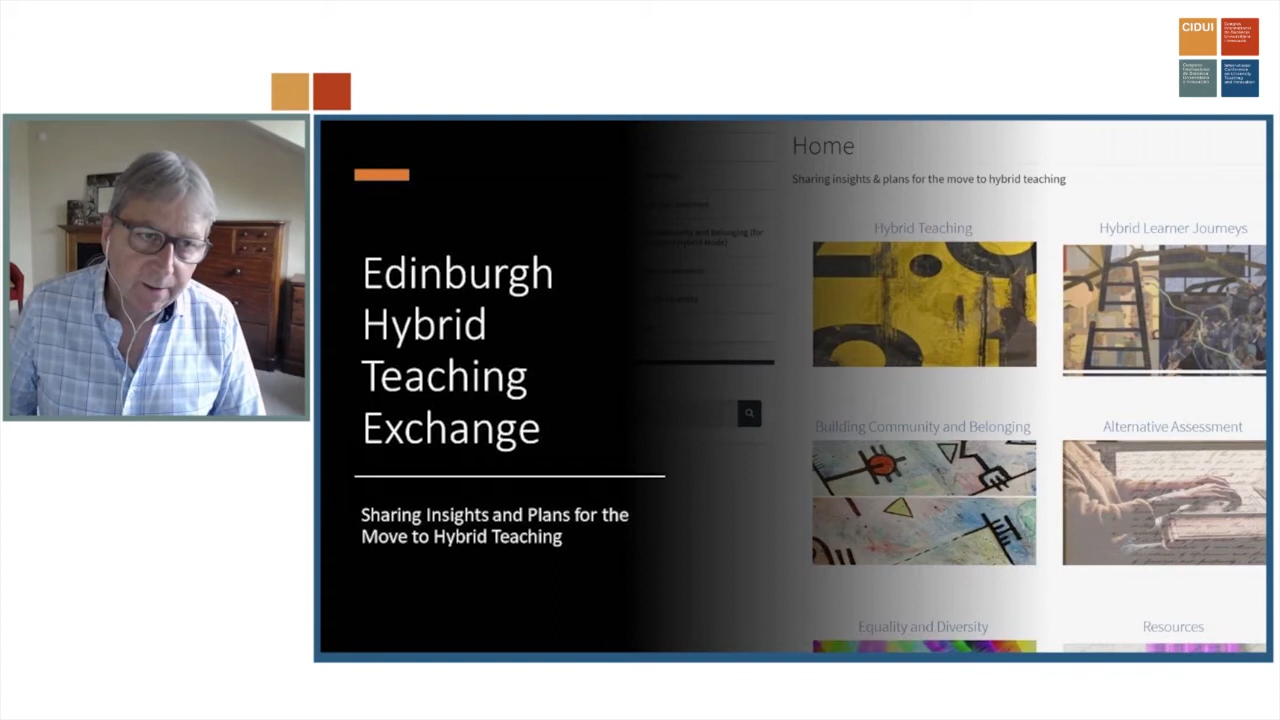 CIDUI
Edinburgh
Hybrid
Teaching
Exchange
Sharing Insights and Plans for the
Move to Hybrid Teaching
Home
Sharing insights & plans for the move to hybrid teaching
Hybrid Teaching
Hybrid Learner Journeys
Building Community and Belonging
Alternative Assessment
Equality and Diversity
Resources